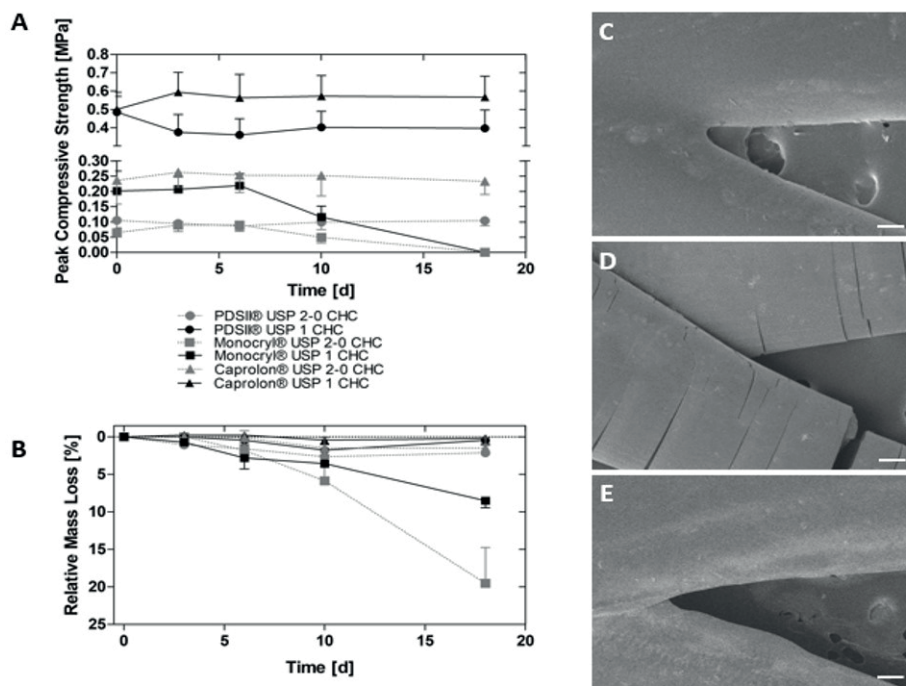 A
Peak Compressive Strength [MPa]
0.8
0.7
0.6
0.5
0.4
0.30
0.25
0.20
0.15
0.10
0.05
0.00
0 5 10 15 20
Time [d]
PDSII® USP 2-0 CHC
PDSII® USP 1 CHC
Monocryl® USP 2-0 CHC
Monocryl® USP 1 CHC
Caprolon® USP 2-0 CHC
Caprolon® USP 1 CHC
B
Relative Mass Loss [%]
0
5
10
15
20
25
0 5 10 15 20
Time [d]
C
D
E